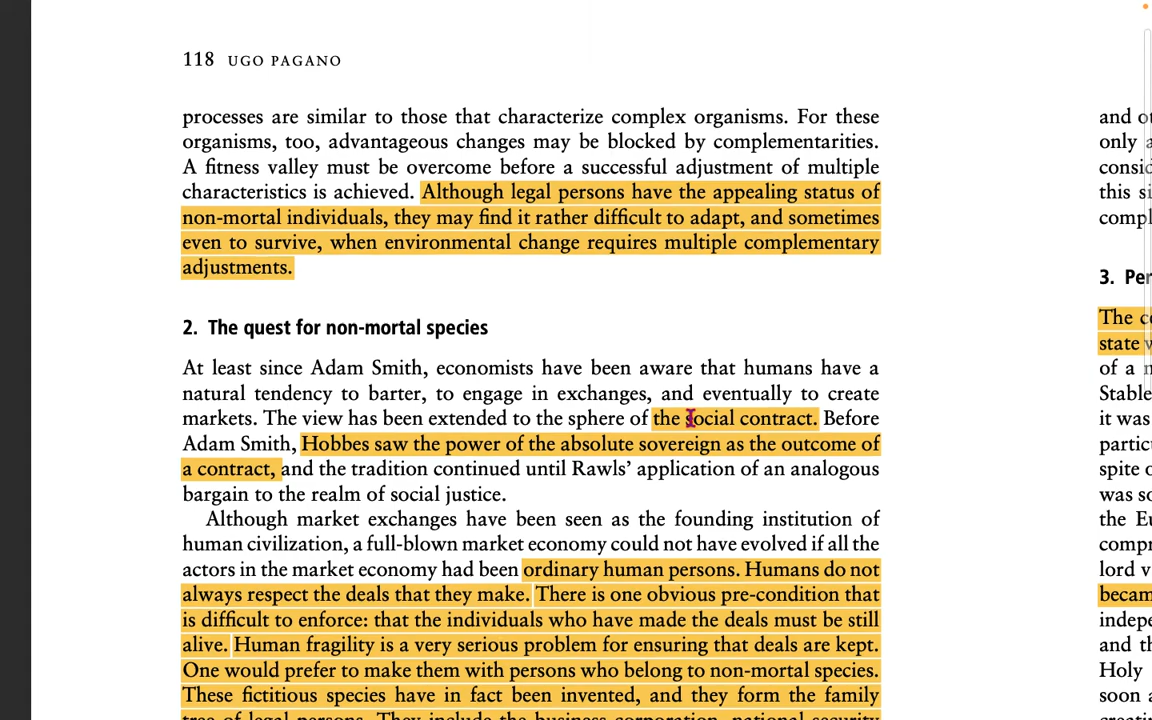 118 UGO PAGANO
processes are similar to those that characterize complex organisms. For these
organisms, too, advantageous changes may be blocked by complementarities.
A fitness valley must be overcome before a successful adjustment of multiple
characteristics is achieved. Although legal persons have the appealing status of
non-mortal individuals, they may find it rather difficult to adapt, and sometimes
even to survive, when environmental change requires multiple complementary
adjustments.
2. The quest for non-mortal species
At least since Adam Smith, economists have been aware that humans have a
natural tendency to barter, to engage in exchanges, and eventually to create
markets. The view has been extended to the sphere of the social contract. Before
Adam Smith, Hobbes saw the power of the absolute sovereign as the outcome of
a contract, and the tradition continued until Rawls’ application of an analogous
bargain to the realm of social justice.
Although market exchanges have been seen as the founding institution of
human civilization, a full-blown market economy could not have evolved if all the
actors in the market economy had been ordinary human persons. Humans do not
always respect the deals that they make. There is one obvious pre-condition that
is difficult to enforce: that the individuals who have made the deals must be still
alive. Human fragility is a very serious problem for ensuring that deals are kept.
One would prefer to make them with persons who belong to non-mortal species.
These fictitious species have in fact been invented, and they form the family
tree of legal persons. They include the business corporation, national security
and
only
this
3.
The
state
of a
Stable
it was
spite
was
the
lord
became
and
Holy
soon